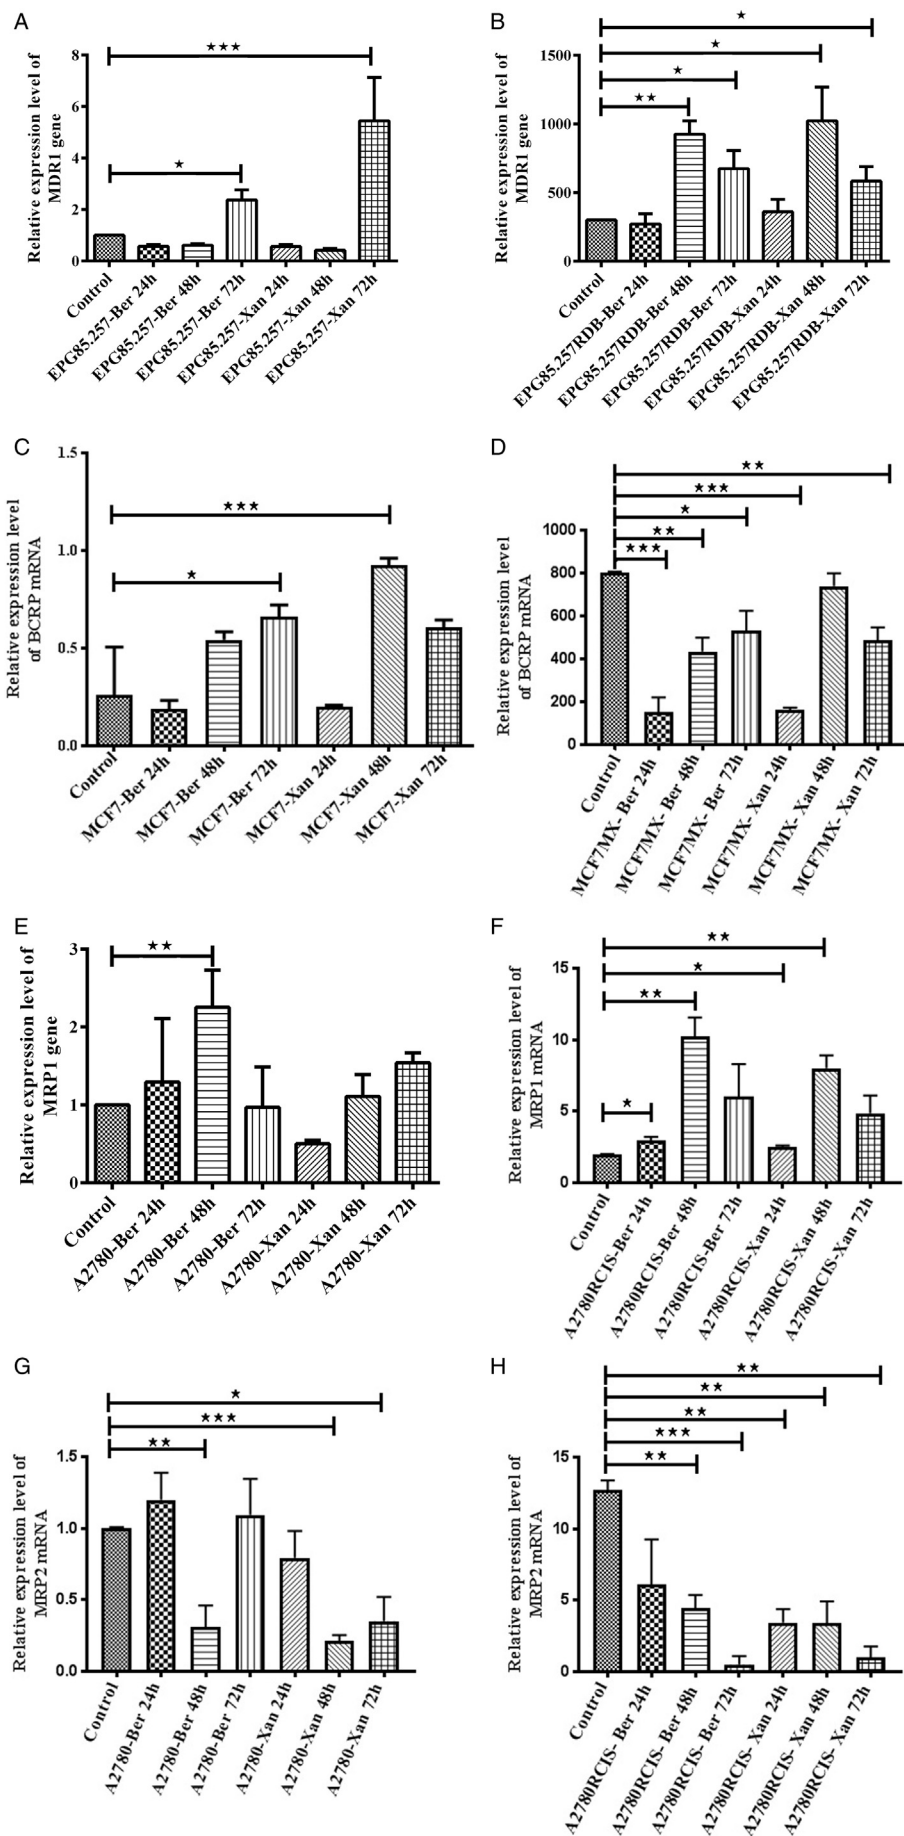 A
Relative expression level of
MDR1 gene
8
6
4
2
0
★★★
★
Control
EPG85.257-Ber 24h
EPG85.257-Ber 48h
EPG85.257-Ber 72h
EPG85.257-Xan 24h
EPG85.257-Xan 48h
EPG85.257-Xan 72h
B
Relative expression level of
MDR1 gene
1500
1000
500
0
★
★
★
★★
Control
EPG85.257RDB-Ber 24h
EPG85.257RDB-Ber 48h
EPG85.257RDB-Ber 72h
EPG85.257RDB-Xan 24h
EPG85.257RDB-Xan 48h
EPG85.257RDB-Xan 72h
C
Relative expression level
of BCRP mRNA
1.5
1.0
0.5
0.0
★★★
★
Control
MCF7-Ber 24h
MCF7-Ber 48h
MCF7-Ber 72h
MCF7-Xan 24h
MCF7-Xan 48h
MCF7-Xan 72h
D
Relative expression level
of BCRP mRNA
1000
800
600
400
200
0
★★
★★★
★
★★
★★★
Control
MCF7MX- Ber 24h
MCF7MX- Ber 48h
MCF7MX- Ber 72h
MCF7MX- Xan 24h
MCF7MX- Xan 48h
MCF7MX- Xan 72h
E
Relative expression level of
MRP1 gene
3
2
1
0
★★
Control
A2780-Ber 24h
A2780-Ber 48h
A2780-Ber 72h
A2780-Xan 24h
A2780-Xan 48h
A2780-Xan 72h
F
Relative expression level of
MRP1 mRNA
15
10
5
0
★★
★
★★
★
Control
A2780RCIS-Ber 24h
A2780RCIS-Ber 48h
A2780RCIS-Ber 72h
A2780RCIS-Xan 24h
A2780RCIS-Xan 48h
A2780RCIS-Xan 72h
G
Relative expression level of
MRP2 mRNA
1.5
1.0
0.5
0.0
★
★★★
★★
Control
A2780-Ber 24h
A2780-Ber 48h
A2780-Ber 72h
A2780-Xan 24h
A2780-Xan 48h
A2780-Xan 72h
H
Relative expression level of
MRP2 mRNA
15
10
5
0
★★
★★
★★
★★★
★★
Control
A2780RCIS- Ber 24h
A2780RCIS- Ber 48h
A2780RCIS- Ber 72h
A2780RCIS- Xan 24h
A2780RCIS- Xan 48h
A2780RCIS- Xan 72h